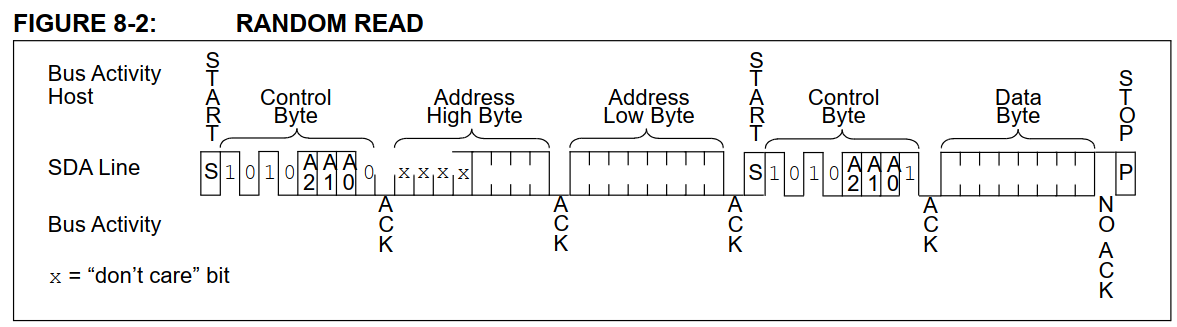 FIGURE 8-2: RANDOM READ
Bus Activity
Host
START
Control
Byte
Address
High Byte
Address
Low Byte
START
Control
Byte
Data
Byte
STOP
SDA Line
S 1 0 1 0 A2 A1 A0 0 x x x x S 1 0 1 0 A2 A1 A0 1 P
Bus Activity
ACK
ACK
ACK
ACK
NO ACK
x = “don’t care” bit